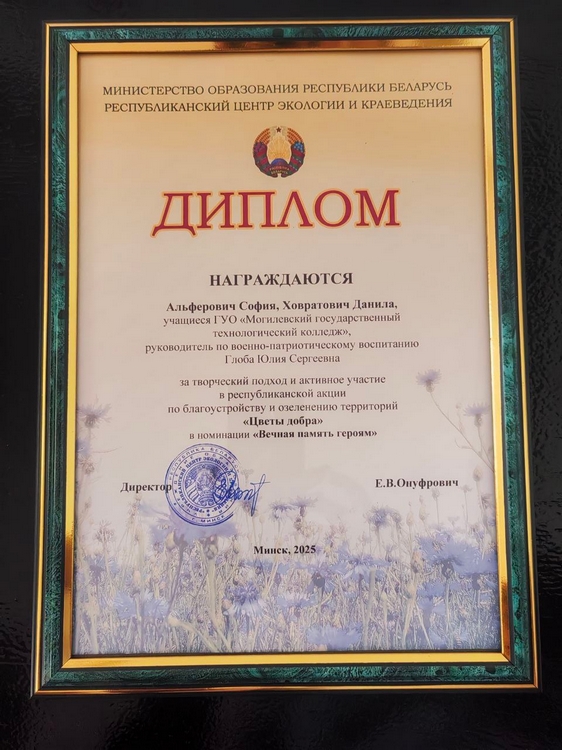 МИНИСТЕРСТВО ОБРАЗОВАНИЯ РЕСПУБЛИКИ БЕЛАРУСЬ
РЕСПУБЛИКАНСКИЙ ЦЕНТР ЭКОЛОГИИ И КРАЕВЕДЕНИЯ
ДИПЛОМ
НАГРАЖДАЮТСЯ
Альферович София, Ховратович Данила,
учащиеся ГУО «Могилевский государственный
технологический колледж»,
руководитель по военно-патриотическому воспитанию
Глоба Юлия Сергеевна
за творческий подход и активное участие
в республиканской акции
по благоустройству и озеленению территорий
«Цветы добра»
в номинации «Вечная память героям»
Директор
Е.В.Онуфрович
Минск, 2025